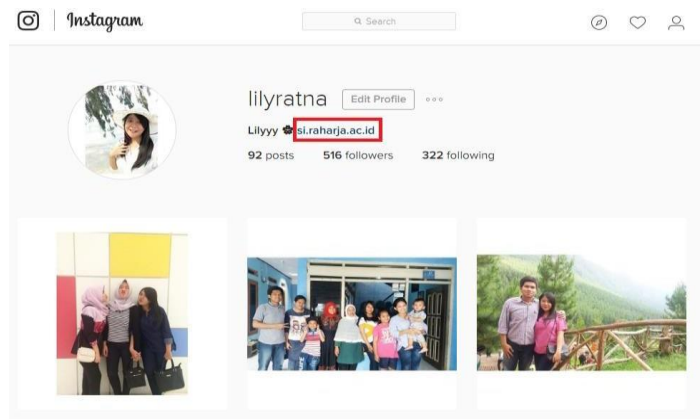 Instagram
Search
lilyratna Edit Profile
Lilyyy si.raharja.ac.id
92 posts 516 followers 322 following